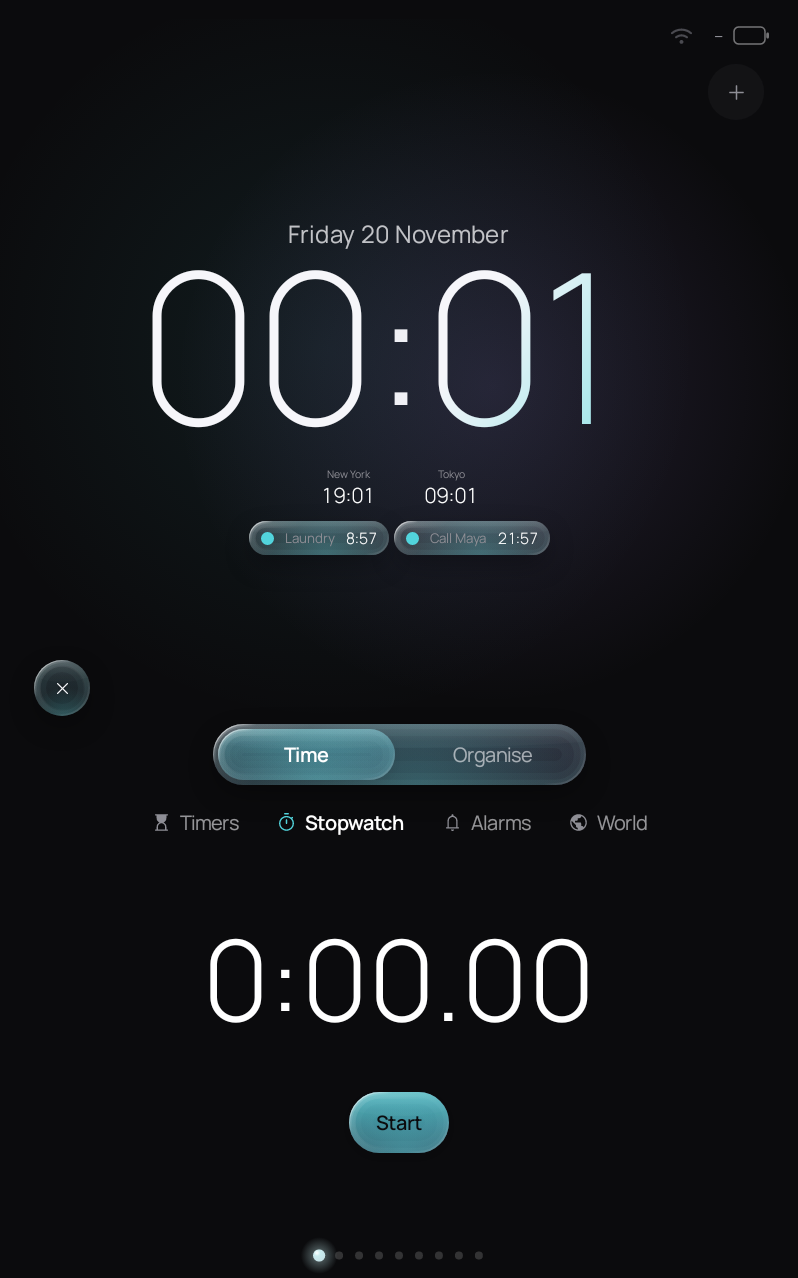 –
Friday 20 November
00:01
New York Tokyo
19:01 09:01
Laundry 8:57 Call Maya 21:57
Time Organise
Timers Stopwatch Alarms World
0:00.00
Start